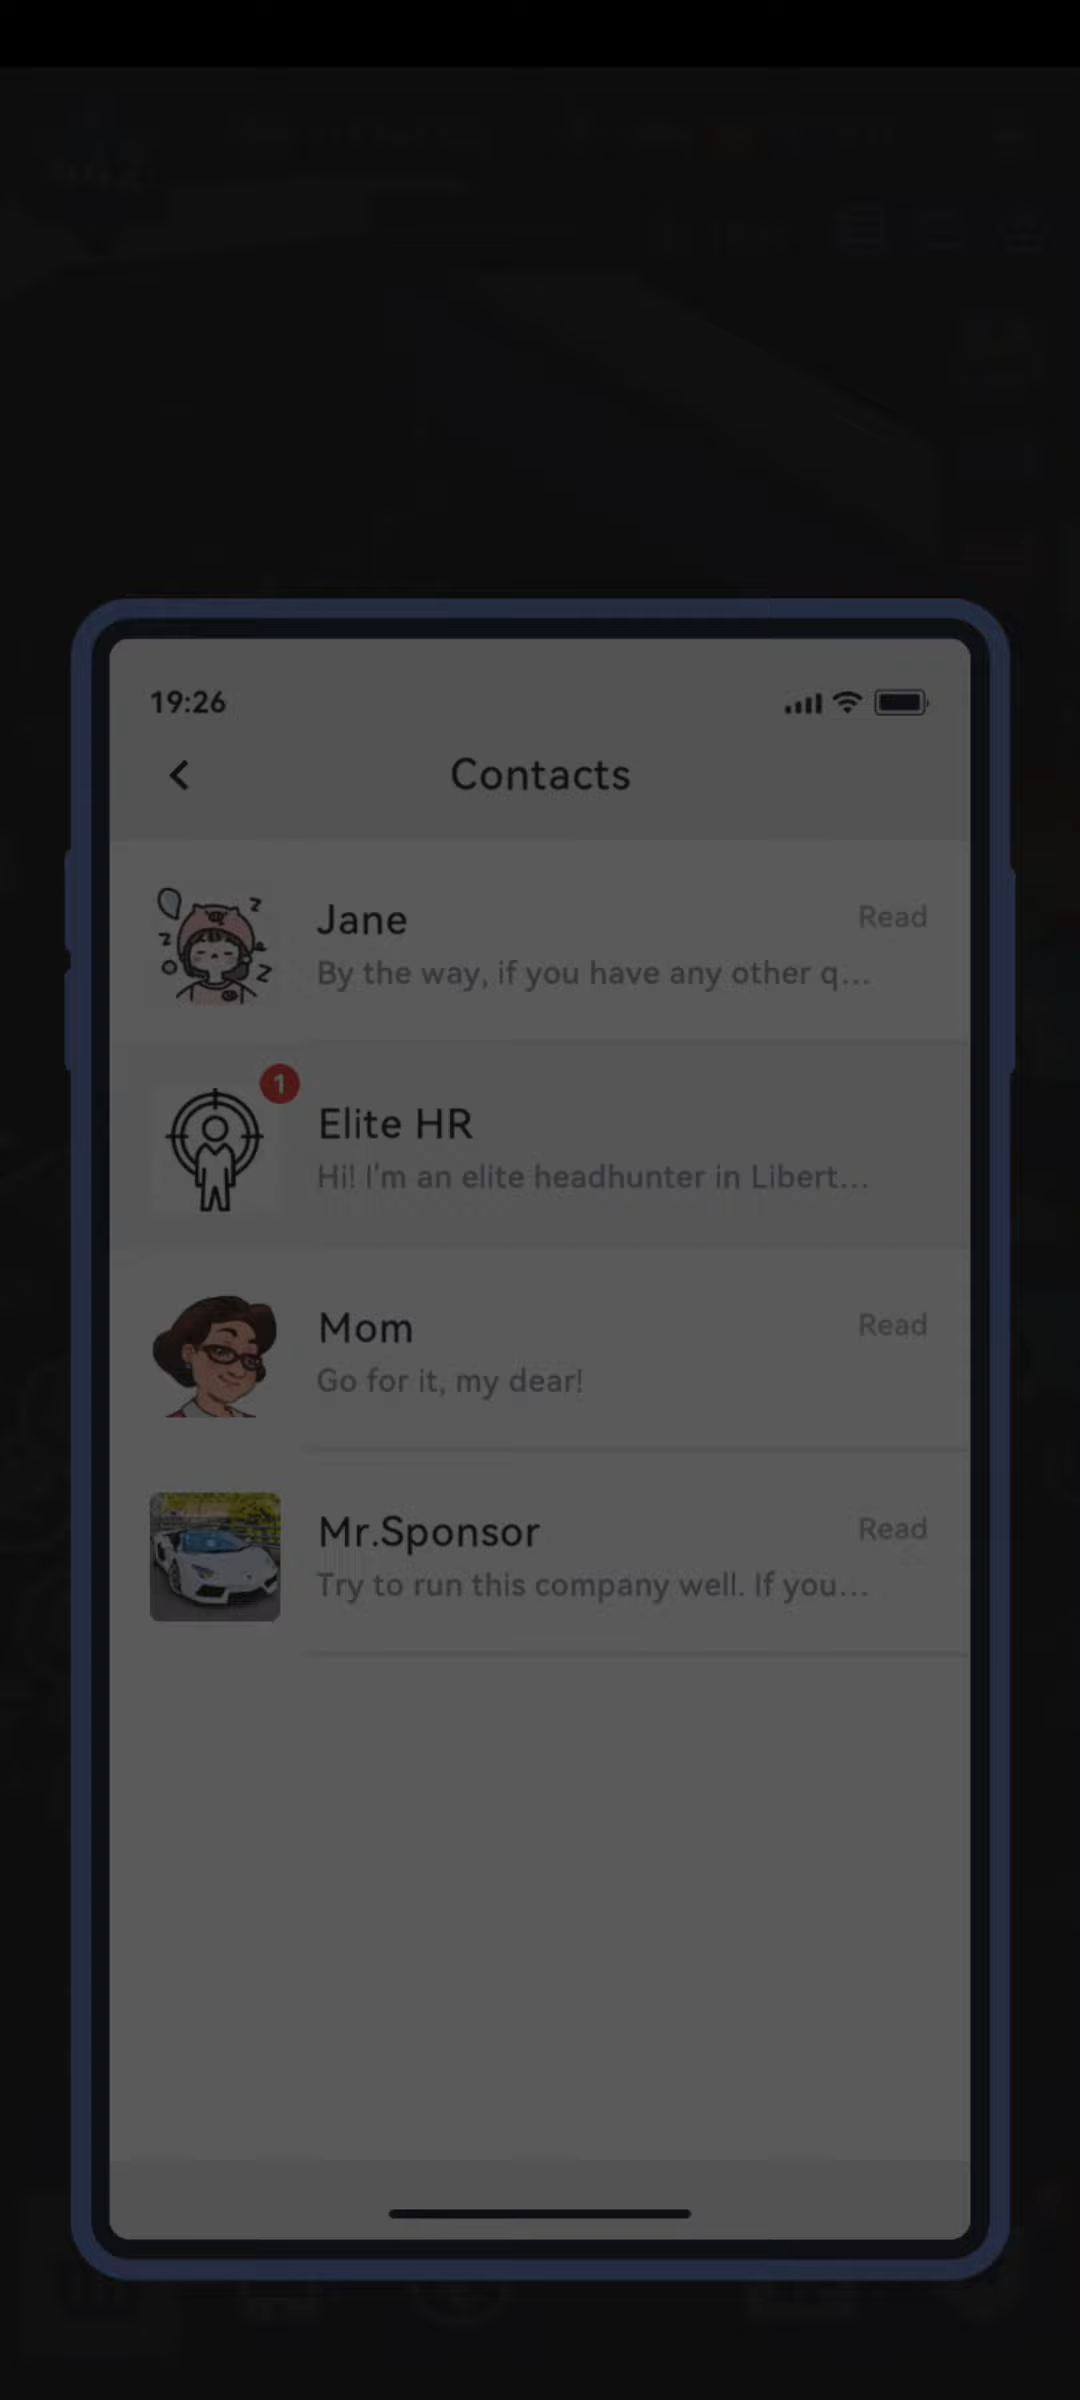 19:26
Contacts
Jane
Read
By the way, if you have any other q...
1
Elite HR
Hi! I'm an elite headhunter in Libert...
Mom
Read
Go for it, my dear!
Mr.Sponsor
Read
Try to run this company well. If you...